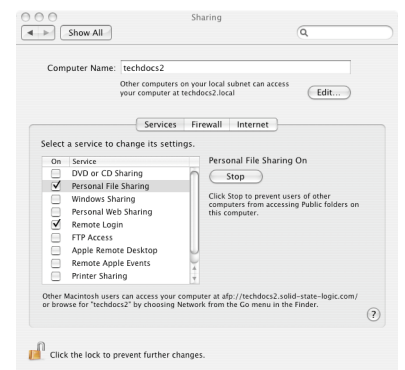 Sharing
Show All
Computer Name: techdocs2
Other computers on your local subnet can access
your computer at techdocs2.local
Edit...
Services Firewall Internet
Select a service to change its settings.
On Service
DVD or CD Sharing
Personal File Sharing
Windows Sharing
Personal Web Sharing
Remote Login
FTP Access
Apple Remote Desktop
Remote Apple Events
Printer Sharing
Personal File Sharing On
Stop
Click Stop to prevent users of other
computers from accessing Public folders on
this computer.
Other Macintosh users can access your computer at afp://techdocs2.solid-state-logic.com/
or browse for "techdocs2" by choosing Network from the Go menu in the Finder.
?
Click the lock to prevent further changes.